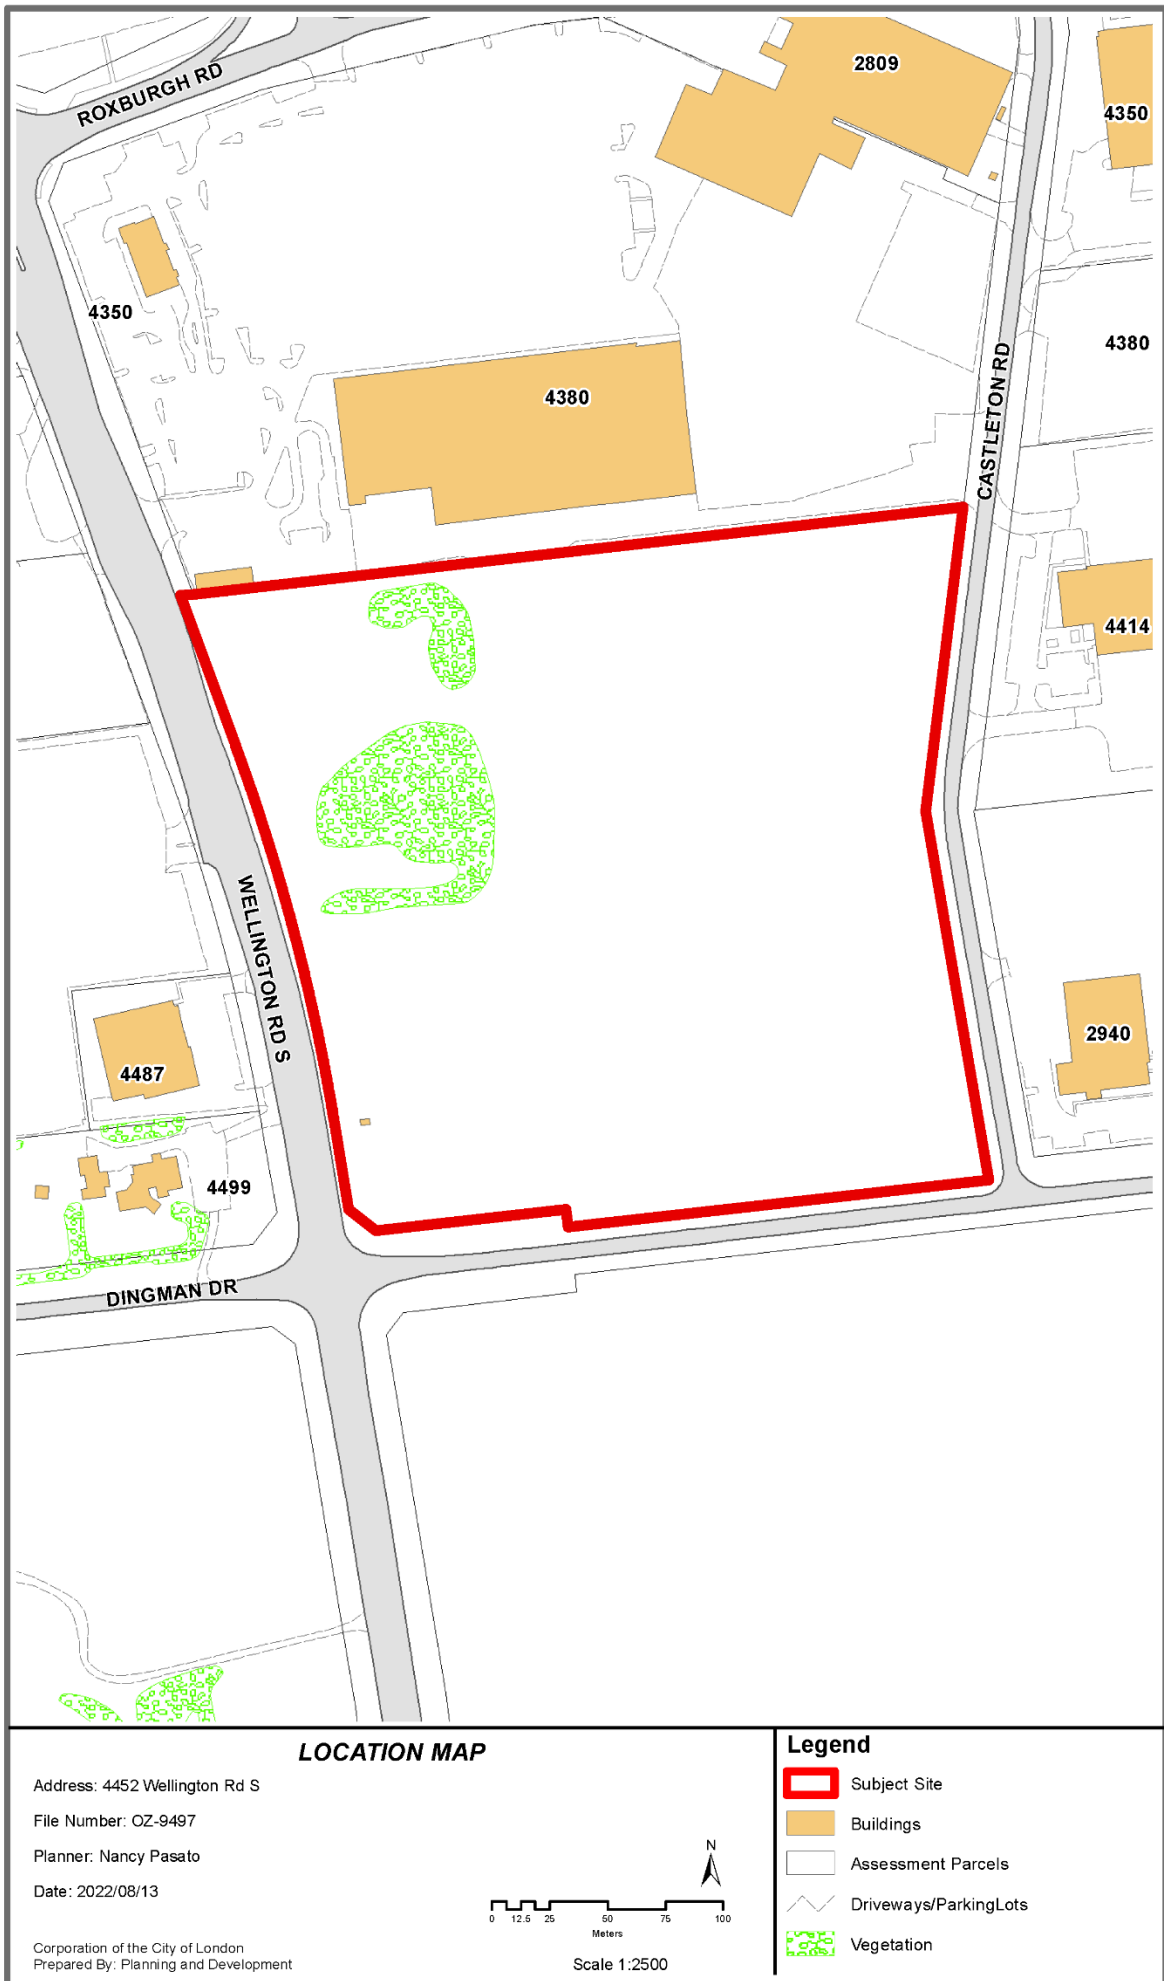 ROXBURGH RD
2809
4350
4350
4380
4380
CASTLETON RD
4414
WELLINGTON RD S
2940
4487
4499
DINGMAN DR
LOCATION MAP
Address: 4452 Wellington Rd S
File Number: OZ-9497
Planner: Nancy Pasato
Date: 2022/08/13
Corporation of the City of London
Prepared By: Planning and Development
N
0 12.5 25 50 75 100
Meters
Scale 1:2500
Legend
Subject Site
Buildings
Assessment Parcels
Driveways/ParkingLots
Vegetation